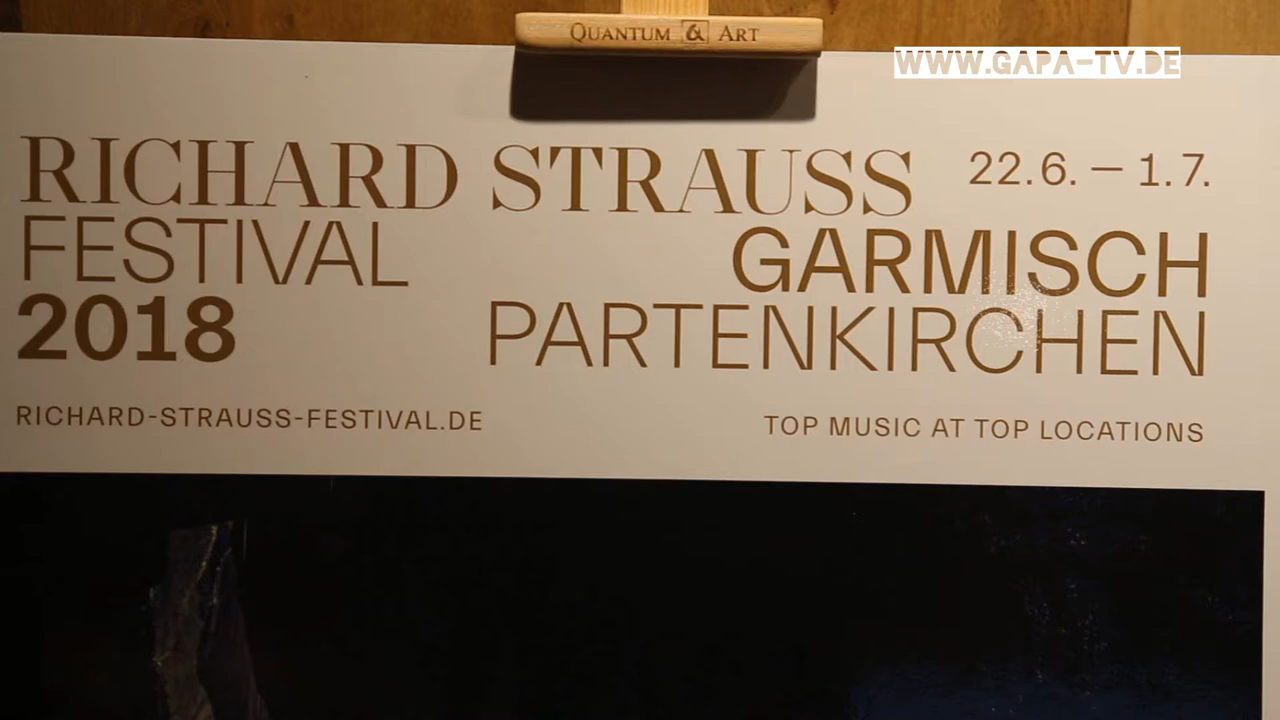 QUANTUM & ART
WWW.GAPA-TV.DE
RICHARD STRAUSS 22.6. – 1.7.
FESTIVAL GARMISCH
2018 PARTENKIRCHEN
RICHARD-STRAUSS-FESTIVAL.DE TOP MUSIC AT TOP LOCATIONS